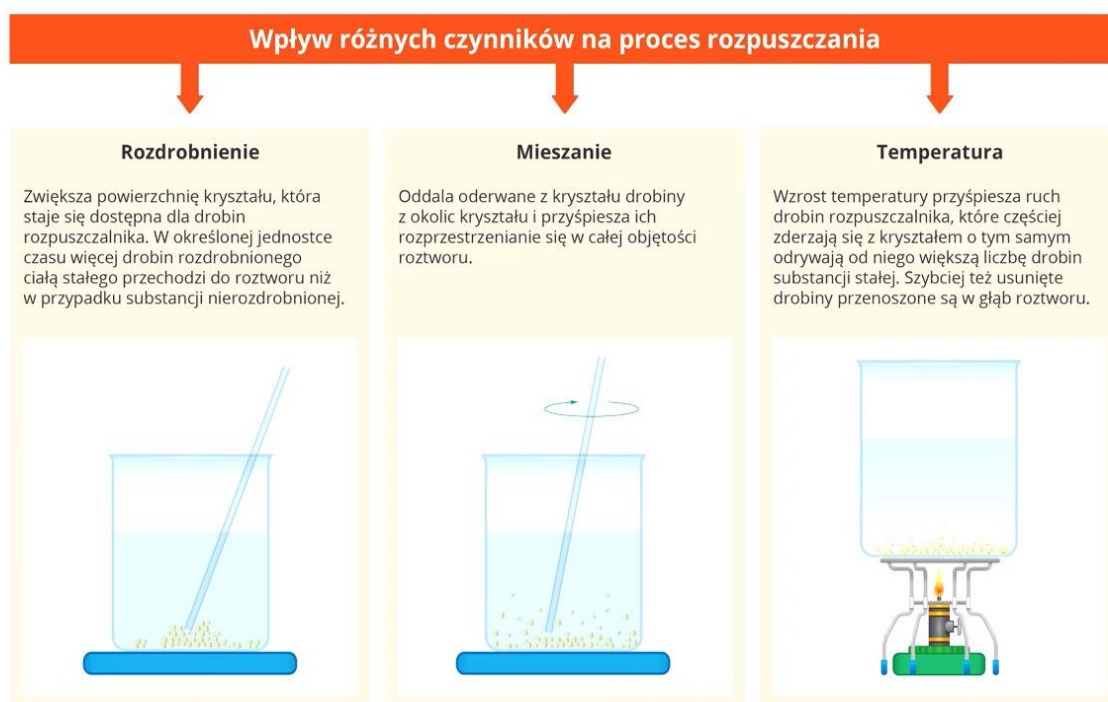 Wpływ różnych czynników na proces rozpuszczania
Rozdrobnienie
Zwiększa powierzchnię kryształu, która
staje się dostępna dla drobin
rozpuszczalnika. W określonej jednostce
czasu więcej drobin rozdrobnionego
ciałą stałego przechodzi do roztworu niż
w przypadku substancji nierozdrobnionej.
Mieszanie
Oddala oderwane z kryształu drobiny
z okolic kryształu i przyśpiesza ich
rozprzestrzenianie się w całej objętości
roztworu.
Temperatura
Wzrost temperatury przyśpiesza ruch
drobin rozpuszczalnika, które częściej
zderzają się z kryształem o tym samym
odrywają od niego większą liczbę drobin
substancji stałej. Szybciej też usunięte
drobiny przenoszone są w głąb roztworu.